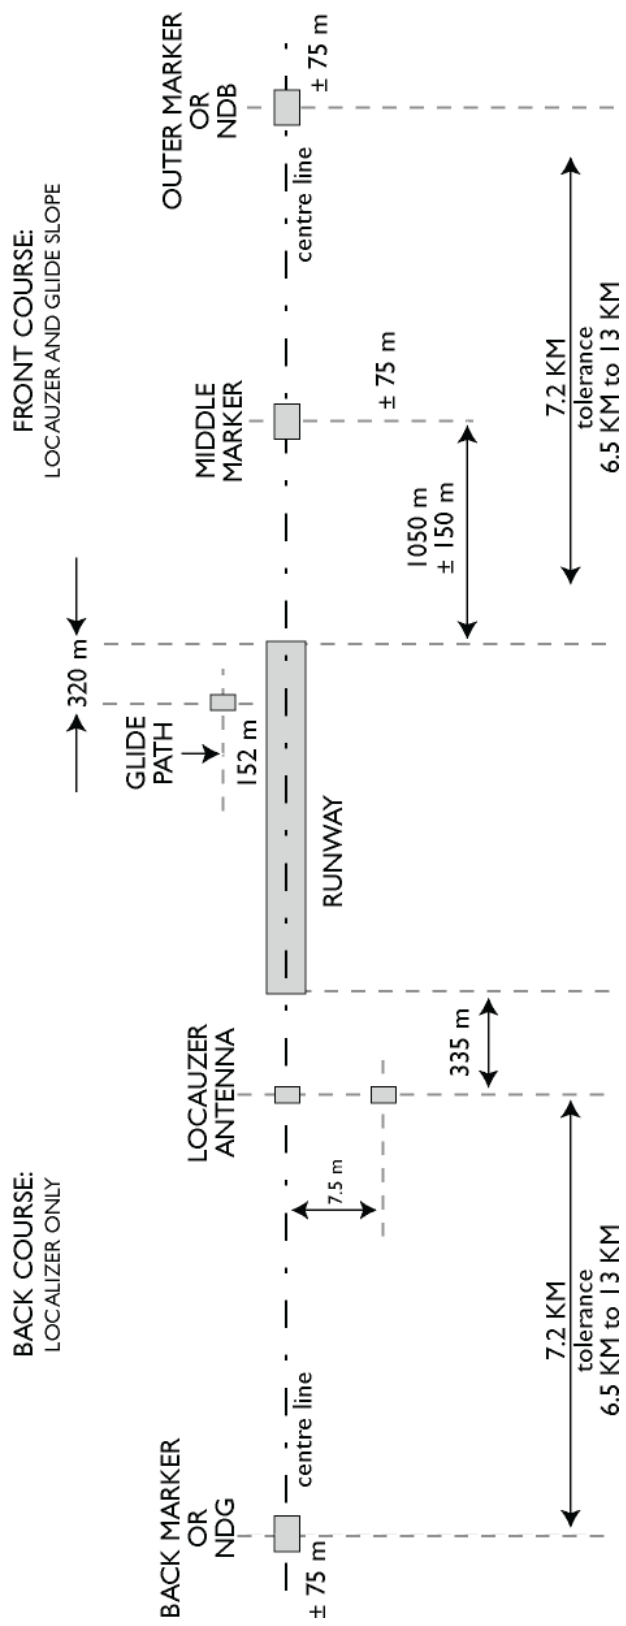 BACK COURSE:
LOCALIZER ONLY
FRONT COURSE:
LOCAUZER AND GLIDE SLOPE
320 m
BACK MARKER
OR
NDG
LOCAUZER
ANTENNA
GLIDE
PATH
152 m
MIDDLE
MARKER
OUTER MARKER
OR
NDB
± 75 m
centre line
7.5 m
RUNWAY
± 75 m
centre line
± 75 m
335 m
1050 m
± 150 m
7.2 KM
tolerance
6.5 KM to 13 KM
7.2 KM
tolerance
6.5 KM to 13 KM